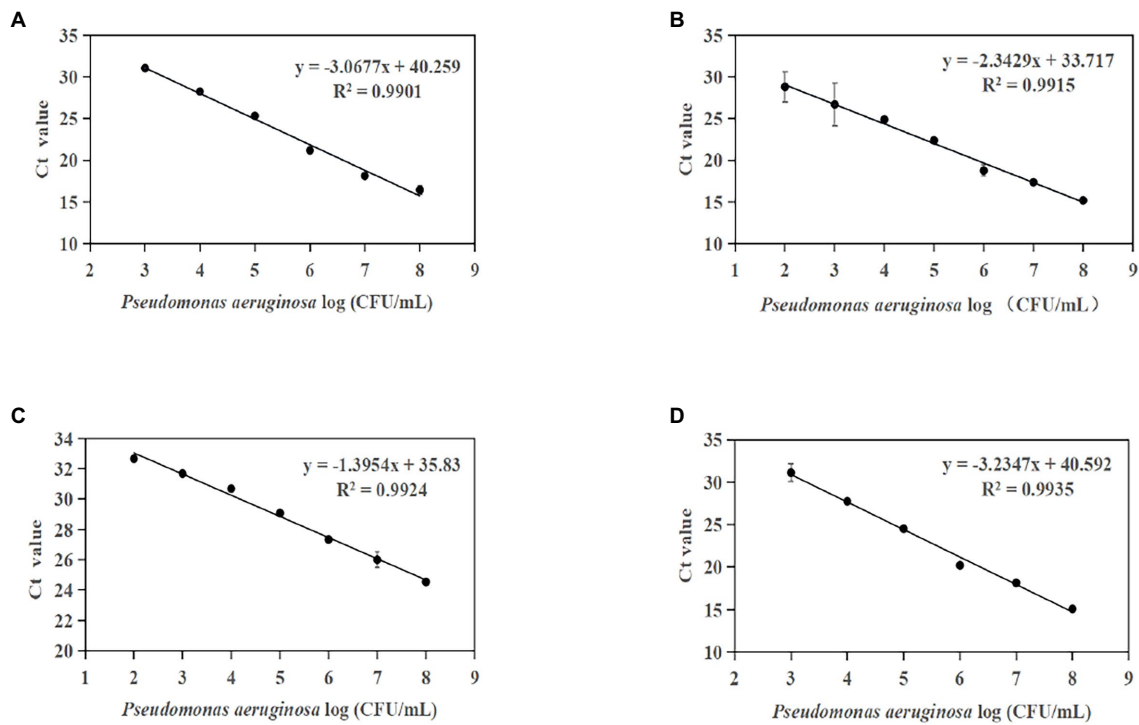 A
35
30
25
20
15
10
Ct value
y = -3.0677x + 40.259
R² = 0.9901
2 3 4 5 6 7 8 9
Pseudomonas aeruginosa log (CFU/mL)
B
35
30
25
20
15
10
Ct value
y = -2.3429x + 33.717
R² = 0.9915
1 2 3 4 5 6 7 8 9
Pseudomonas aeruginosa log （CFU/mL）
C
34
32
30
28
26
24
22
20
Ct value
y = -1.3954x + 35.83
R² = 0.9924
1 2 3 4 5 6 7 8 9
Pseudomonas aeruginosa log (CFU/mL)
D
35
30
25
20
15
10
Ct value
y = -3.2347x + 40.592
R² = 0.9935
2 3 4 5 6 7 8 9
Pseudomonas aeruginosa log (CFU/mL)